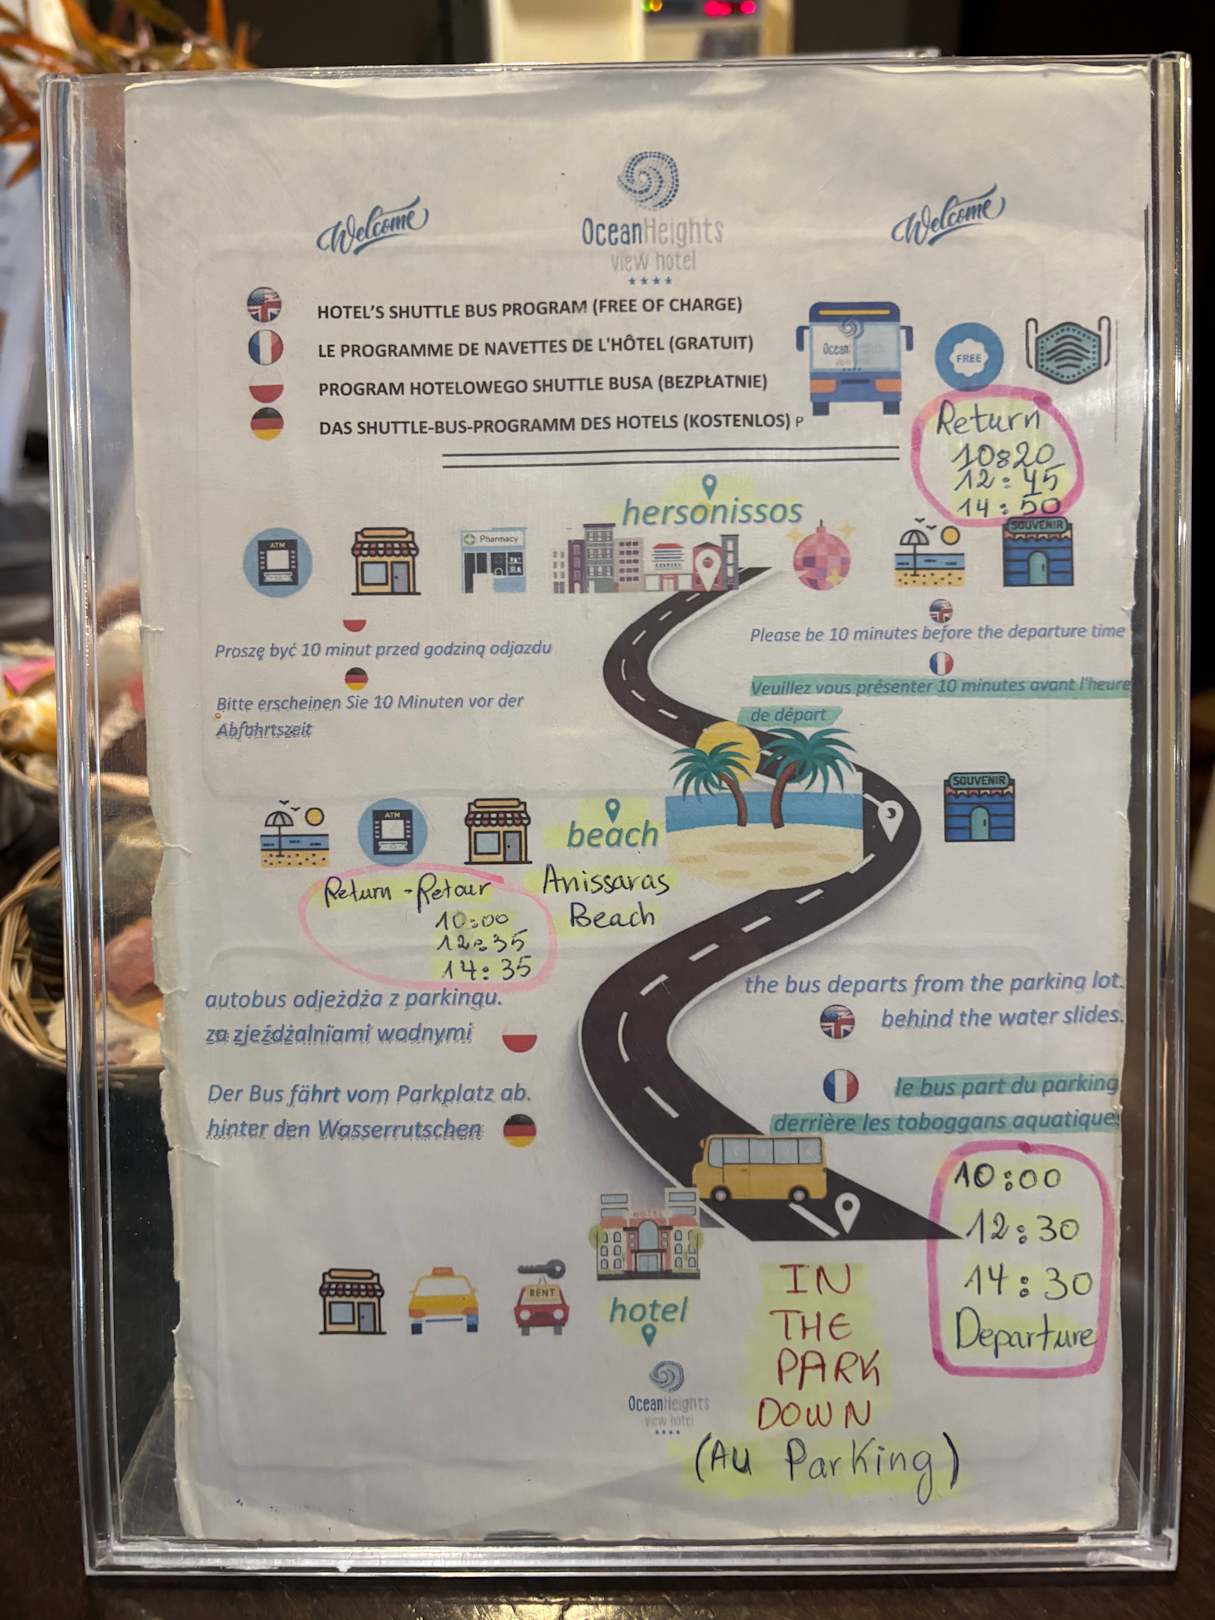 Welcome
OceanHeights
view hotel
Welcome
HOTEL'S SHUTTLE BUS PROGRAM (FREE OF CHARGE)
LE PROGRAMME DE NAVETTES DE L'HÔTEL (GRATUIT)
PROGRAM HOTELOWEGO SHUTTLE BUSA (BEZPŁATNIE)
DAS SHUTTLE-BUS-PROGRAMM DES HOTELS (KOSTENLOS) P
Ocean
FREE
Return
10:20
12:45
14:50
hersonissos
ATM
Pharmacy
SOUVENIR
Proszę być 10 minut przed godziną odjazdu
Bitte erscheinen Sie 10 Minuten vor der
Abfahrtszeit
Please be 10 minutes before the departure time
Veuillez vous présenter 10 minutes avant l'heure
de départ
ATM
beach
SOUVENIR
Anissaras
Beach
Return - Retour
10:00
12:35
14:35
autobus odjeżdża z parkingu.
za zjeżdżalniami wodnymi
Der Bus fährt vom Parkplatz ab.
hinter den Wasserrutschen
the bus departs from the parking lot.
behind the water slides.
le bus part du parking
derrière les toboggans aquatique
10:00
12:30
14:30
Departure
HOTEL
RENT
hotel
OceanHeights
view hotel
IN
THE
PARK
DOWN
(Au Parking)